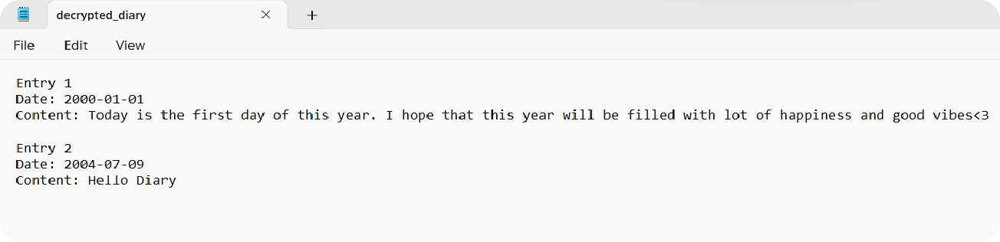 decrypted_diary
File Edit View
Entry 1
Date: 2000-01-01
Content: Today is the first day of this year. I hope that this year will be filled with lot of happiness and good vibes<3
Entry 2
Date: 2004-07-09
Content: Hello Diary